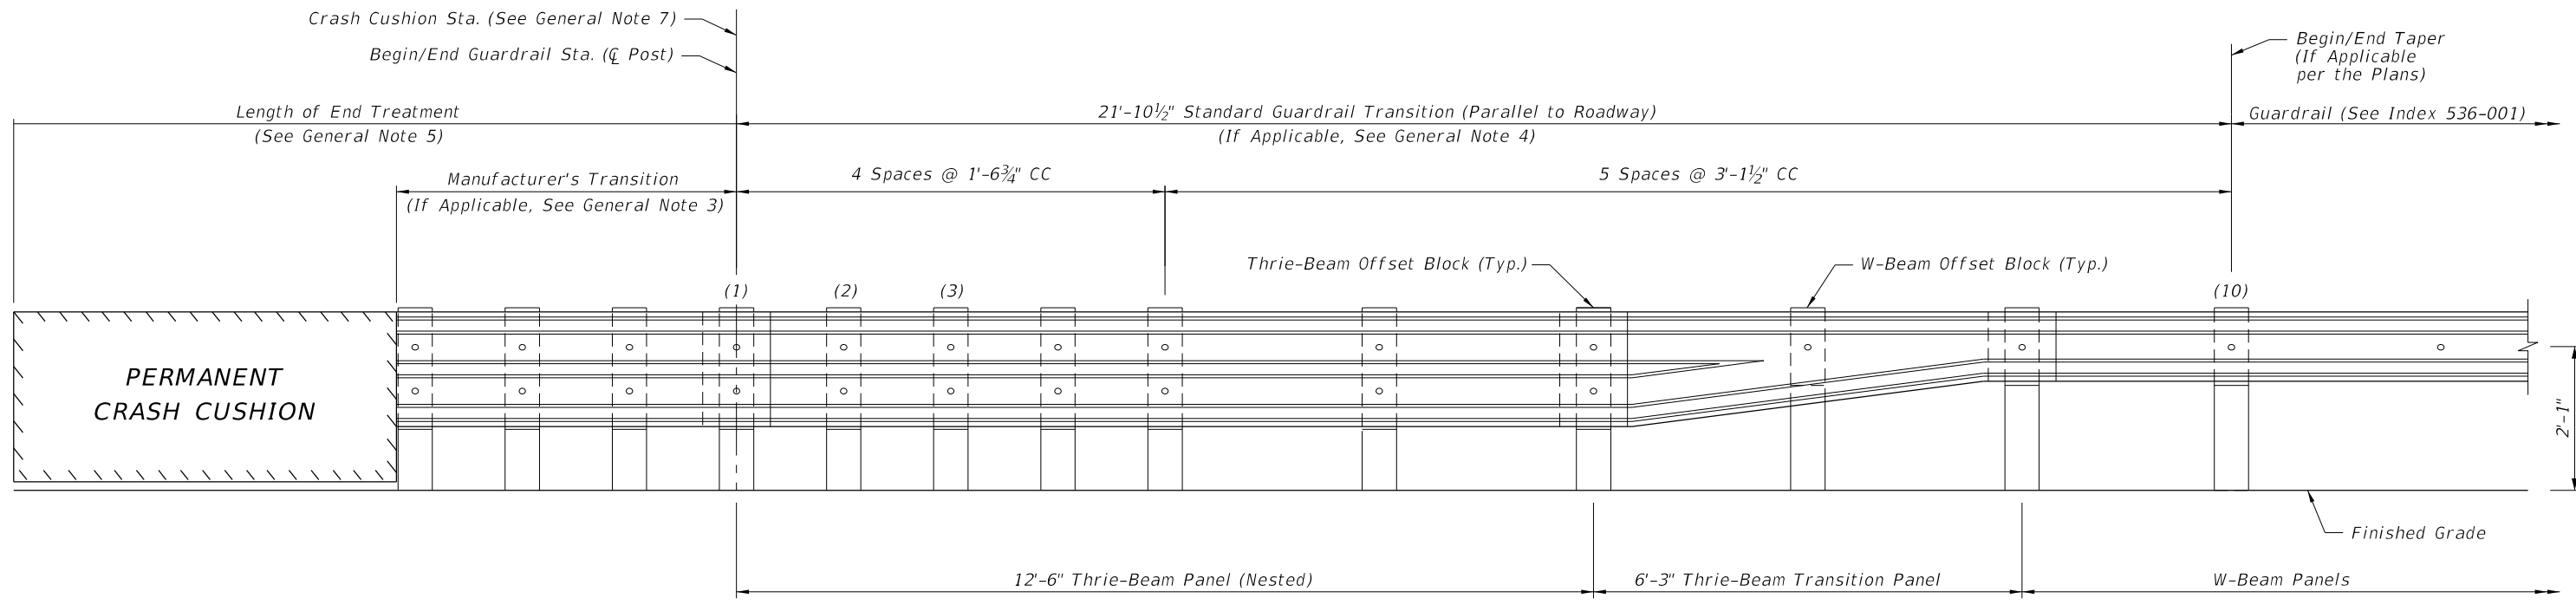 Crash Cushion Sta. (See General Note 7)
Begin/End Guardrail Sta. (℄ Post)
Begin/End Taper
(If Applicable
per the Plans)
Length of End Treatment
(See General Note 5)
21'-10½" Standard Guardrail Transition (Parallel to Roadway)
(If Applicable, See General Note 4)
Guardrail (See Index 536-001)
Manufacturer's Transition
(If Applicable, See General Note 3)
4 Spaces @ 1'-6¾" CC
5 Spaces @ 3'-1½" CC
Thrie-Beam Offset Block (Typ.)
W-Beam Offset Block (Typ.)
(1)
(2)
(3)
(10)
PERMANENT
CRASH CUSHION
2'-1"
Finished Grade
12'-6" Thrie-Beam Panel (Nested)
6'-3" Thrie-Beam Transition Panel
W-Beam Panels